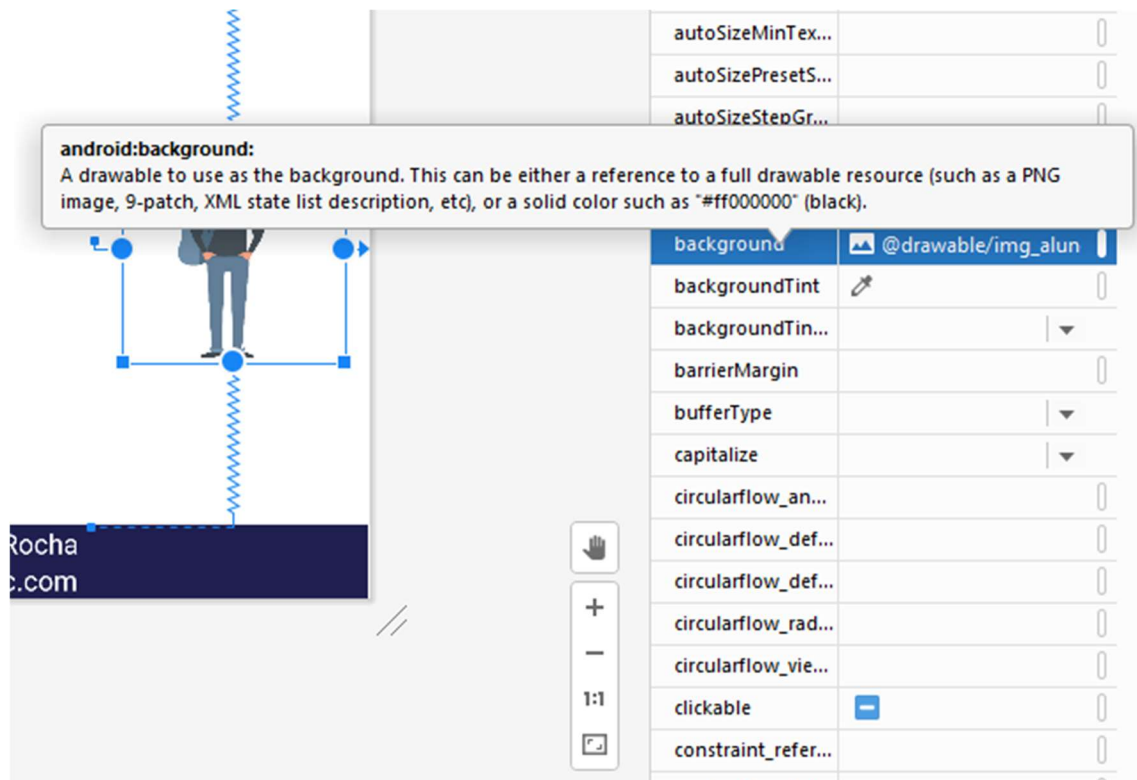 autoSizeMinTex...
autoSizePresetS...
autoSizeStepGr...
android:background:
A drawable to use as the background. This can be either a reference to a full drawable resource (such as a PNG
image, 9-patch, XML state list description, etc), or a solid color such as "#ff000000" (black).
background @drawable/img_alun
backgroundTint
backgroundTin...
barrierMargin
bufferType
capitalize
circularflow_an...
circularflow_def...
circularflow_def...
circularflow_rad...
circularflow_vie...
clickable
constraint_refer...
Rocha
c.com
+
−
1:1